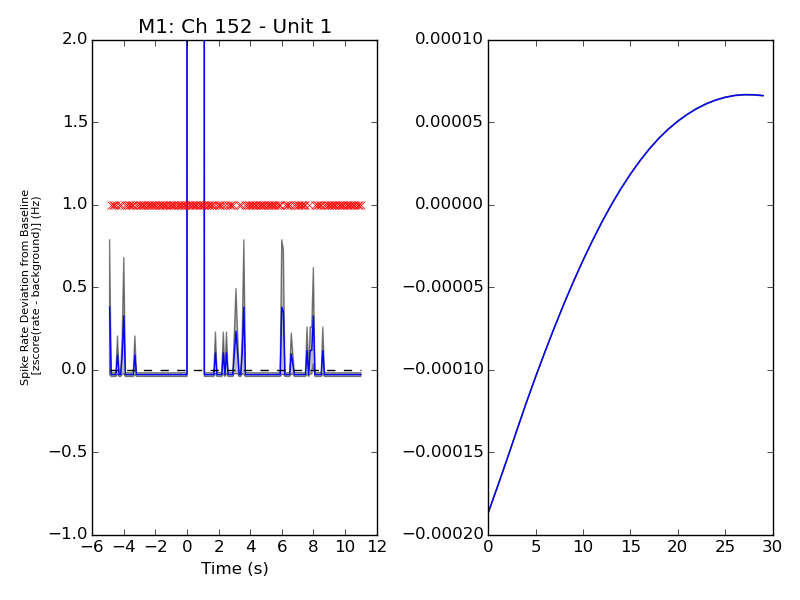 M1: Ch 152 - Unit 1
2.0
1.5
1.0
0.5
0.0
−0.5
−1.0
−6 −4 −2 0 2 4 6 8 10 12
Time (s)
Spike Rate Deviation from Baseline
[zscore(rate - background)] (Hz)
0.00010
0.00005
0.00000
−0.00005
−0.00010
−0.00015
−0.00020
0 5 10 15 20 25 30